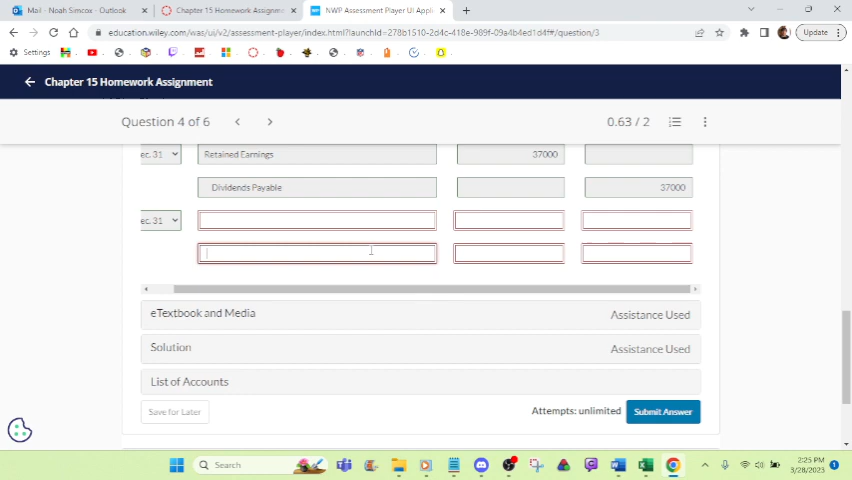 Mail - Noah Simcox - Outlook
Chapter 15 Homework Assignm
NWP Assessment Player UI Appli
education.wiley.com/was/ui/v2/assessment-player/index.html?launchId=278b1510-2d4c-418e-989f-09a4b4ed1d4f#/question/3
Update
Settings
Chapter 15 Homework Assignment
Question 4 of 6
0.63 / 2
ec. 31
Retained Earnings
37000
Dividends Payable
37000
ec. 31
eTextbook and Media
Assistance Used
Solution
Assistance Used
List of Accounts
Save for Later
Attempts: unlimited
Submit Answer
Search
2:25 PM
3/28/2023